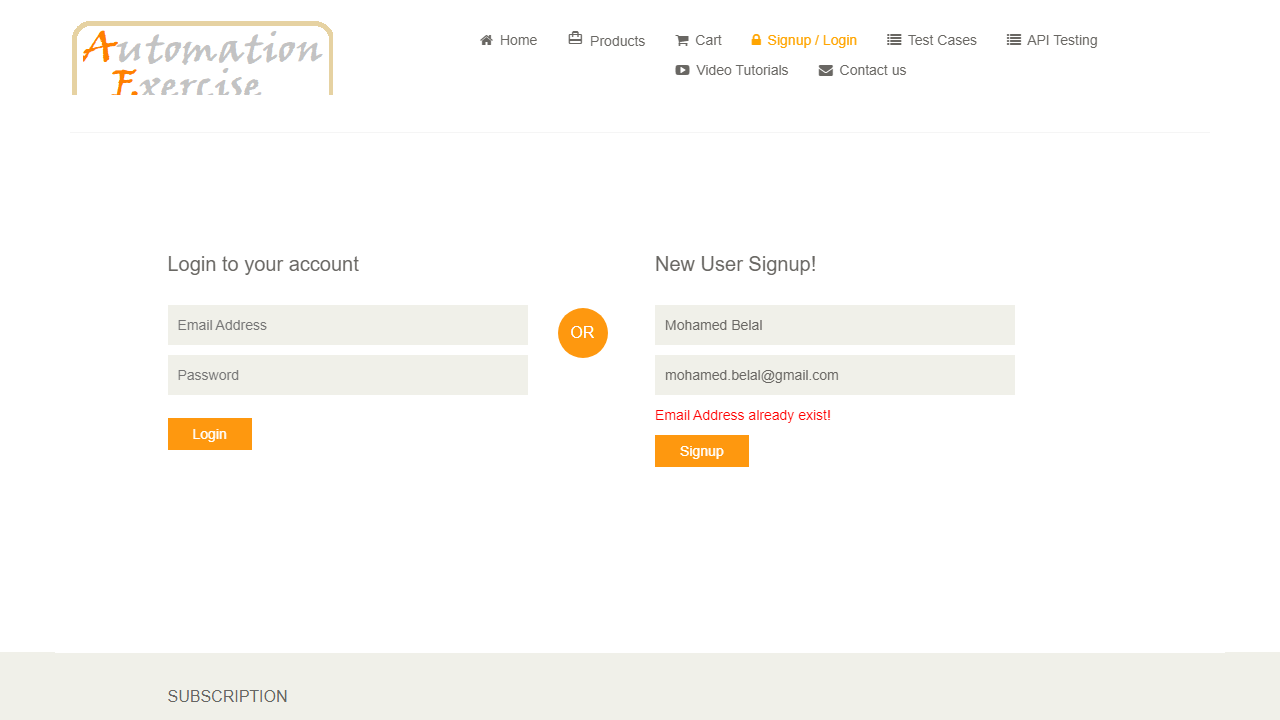 Automation
Exercise
Home Products Cart Signup / Login Test Cases API Testing
Video Tutorials Contact us
Login to your account
Email Address
Password
Login
OR
New User Signup!
Mohamed Belal
mohamed.belal@gmail.com
Email Address already exist!
Signup
SUBSCRIPTION